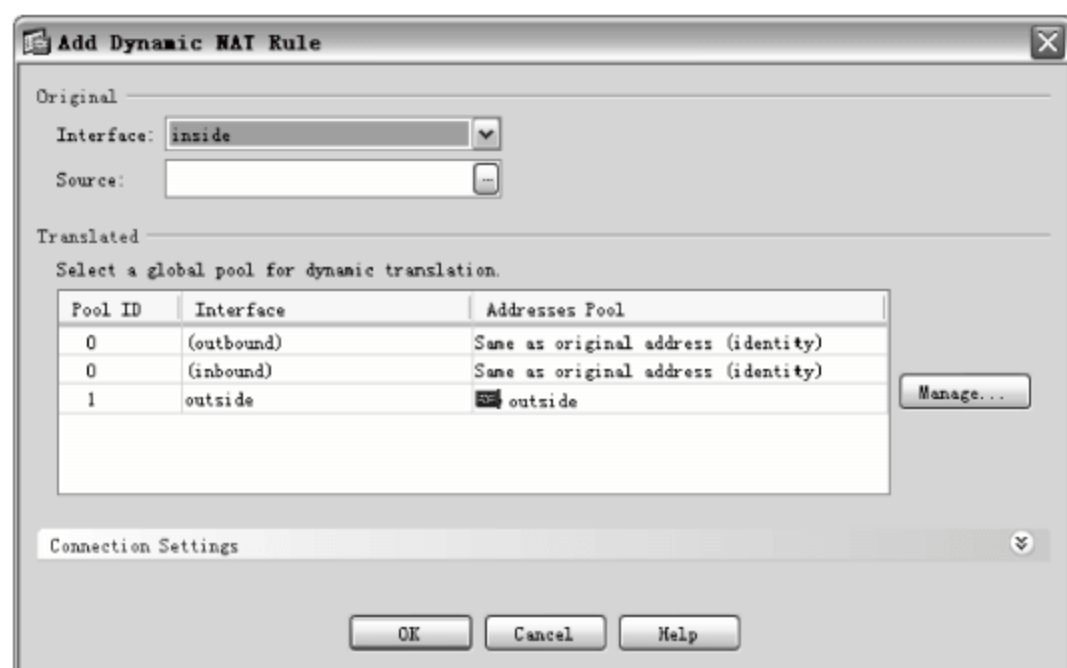 Add Dynamic NAT Rule
Original
Interface: inside
Source: ...
Translated
Select a global pool for dynamic translation.
Pool ID Interface Addresses Pool
0 (outbound) Same as original address (identity)
0 (inbound) Same as original address (identity)
1 outside outside
Manage...
Connection Settings
OK Cancel Help